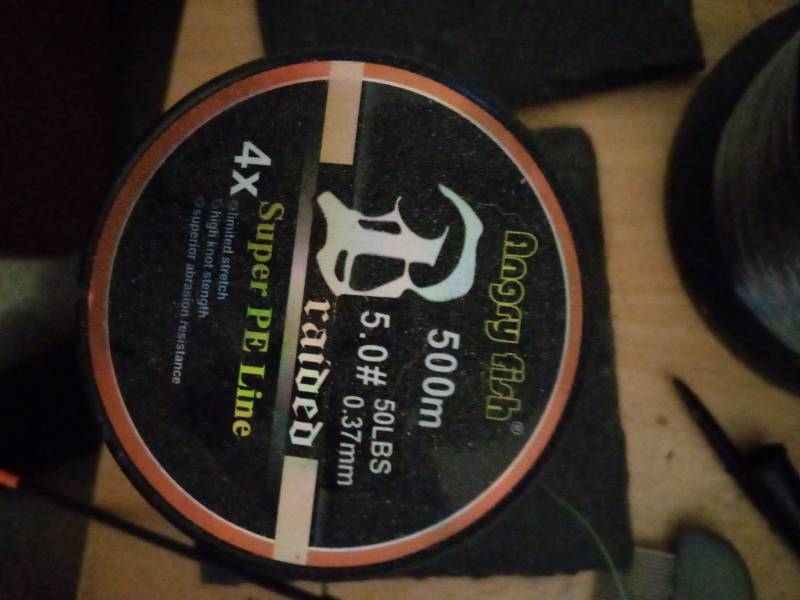 Angry fish®
500m
5.0# 50LBS
0.37mm
Braided
4x Super PE Line
limited stretch
high knot stength
superior abrasion resistance